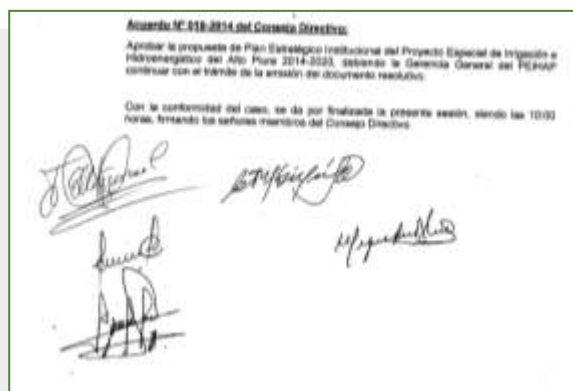 Acuerdo Nº 018-2014 del Consejo Directivo:
Aprobar la propuesta de Plan Estratégico Institucional del Proyecto Especial de Irrigación e
Hidroenergético del Alto Piura 2014-2020, debiendo la Gerencia General del PEIHAP
continuar con el trámite de la emisión del documento resolutivo.
Con la conformidad del caso, se da por finalizada la presente sesión, siendo las 10:00
horas, firmando los señores miembros del Consejo Directivo.